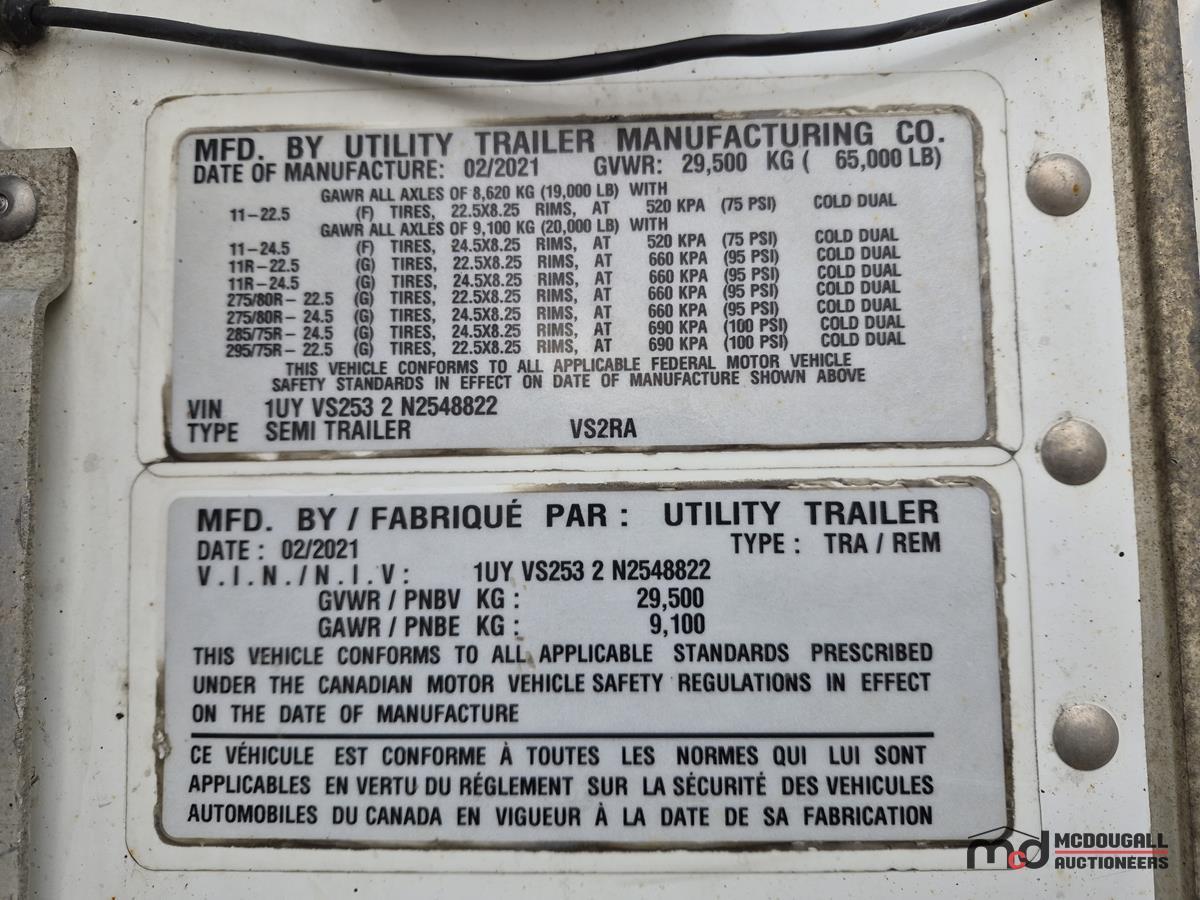 MFD. BY UTILITY TRAILER MANUFACTURING CO.
DATE OF MANUFACTURE: 02/2021 GVWR: 29,500 KG ( 65,000 LB)
GAWR ALL AXLES OF 8,620 KG (19,000 LB) WITH
11-22.5 (F) TIRES, 22.5X8.25 RIMS, AT 520 KPA (75 PSI) COLD DUAL
GAWR ALL AXLES OF 9,100 KG (20,000 LB) WITH
11-24.5 (F) TIRES, 24.5X8.25 RIMS, AT 520 KPA (75 PSI) COLD DUAL
11R-22.5 (G) TIRES, 22.5X8.25 RIMS, AT 660 KPA (95 PSI) COLD DUAL
11R-24.5 (G) TIRES, 24.5X8.25 RIMS, AT 660 KPA (95 PSI) COLD DUAL
275/80R- 22.5 (G) TIRES, 22.5X8.25 RIMS, AT 660 KPA (95 PSI) COLD DUAL
275/80R- 24.5 (G) TIRES, 24.5X8.25 RIMS, AT 660 KPA (95 PSI) COLD DUAL
285/75R- 24.5 (G) TIRES, 24.5X8.25 RIMS, AT 690 KPA (100 PSI) COLD DUAL
295/75R- 22.5 (G) TIRES, 22.5X8.25 RIMS, AT 690 KPA (100 PSI) COLD DUAL
THIS VEHICLE CONFORMS TO ALL APPLICABLE FEDERAL MOTOR VEHICLE
SAFETY STANDARDS IN EFFECT ON DATE OF MANUFACTURE SHOWN ABOVE
VIN 1UY VS253 2 N2548822
TYPE SEMI TRAILER VS2RA
MFD. BY / FABRIQUÉ PAR : UTILITY TRAILER
DATE : 02/2021 TYPE : TRA / REM
V.I.N./N.I.V : 1UY VS253 2 N2548822
GVWR / PNBV KG : 29,500
GAWR / PNBE KG : 9,100
THIS VEHICLE CONFORMS TO ALL APPLICABLE STANDARDS PRESCRIBED
UNDER THE CANADIAN MOTOR VEHICLE SAFETY REGULATIONS IN EFFECT
ON THE DATE OF MANUFACTURE
CE VÉHICULE EST CONFORME À TOUTES LES NORMES QUI LUI SONT
APPLICABLES EN VERTU DU RÉGLEMENT SUR LA SÉCURITÉ DES VEHICULES
AUTOMOBILES DU CANADA EN VIGUEUR À LA DATE DE SA FABRICATION
mcd MCDOUGALL
AUCTIONEERS